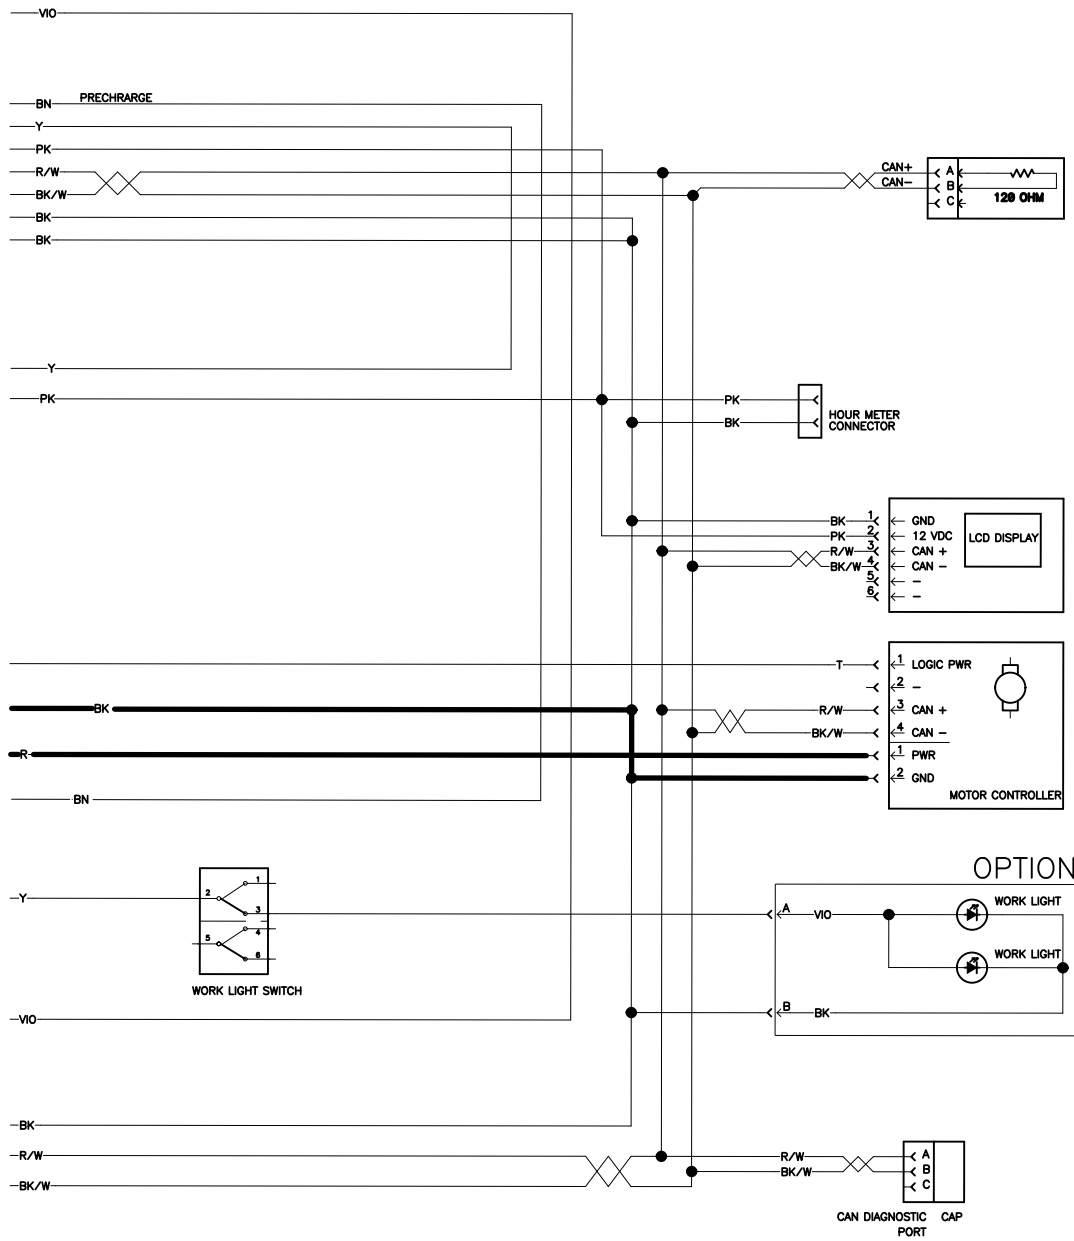 VIO
BN PRECHRARGE
Y
PK
R/W CAN+ A
BK/W CAN- B
C 120 OHM
BK
BK
Y
PK PK
BK
HOUR METER
CONNECTOR
BK 1 GND
PK 2 12 VDC
LCD DISPLAY
R/W 3 CAN +
BK/W 4 CAN -
5 -
6 -
T 1 LOGIC PWR
2 -
BK R/W 3 CAN +
BK/W 4 CAN -
R 1 PWR
2 GND
MOTOR CONTROLLER
BN
OPTION
Y 2 1
3
5 4
6
WORK LIGHT SWITCH
A VIO WORK LIGHT
WORK LIGHT
B BK
VIO
BK
R/W R/W A
BK/W BK/W B
C
CAN DIAGNOSTIC
PORT
CAP